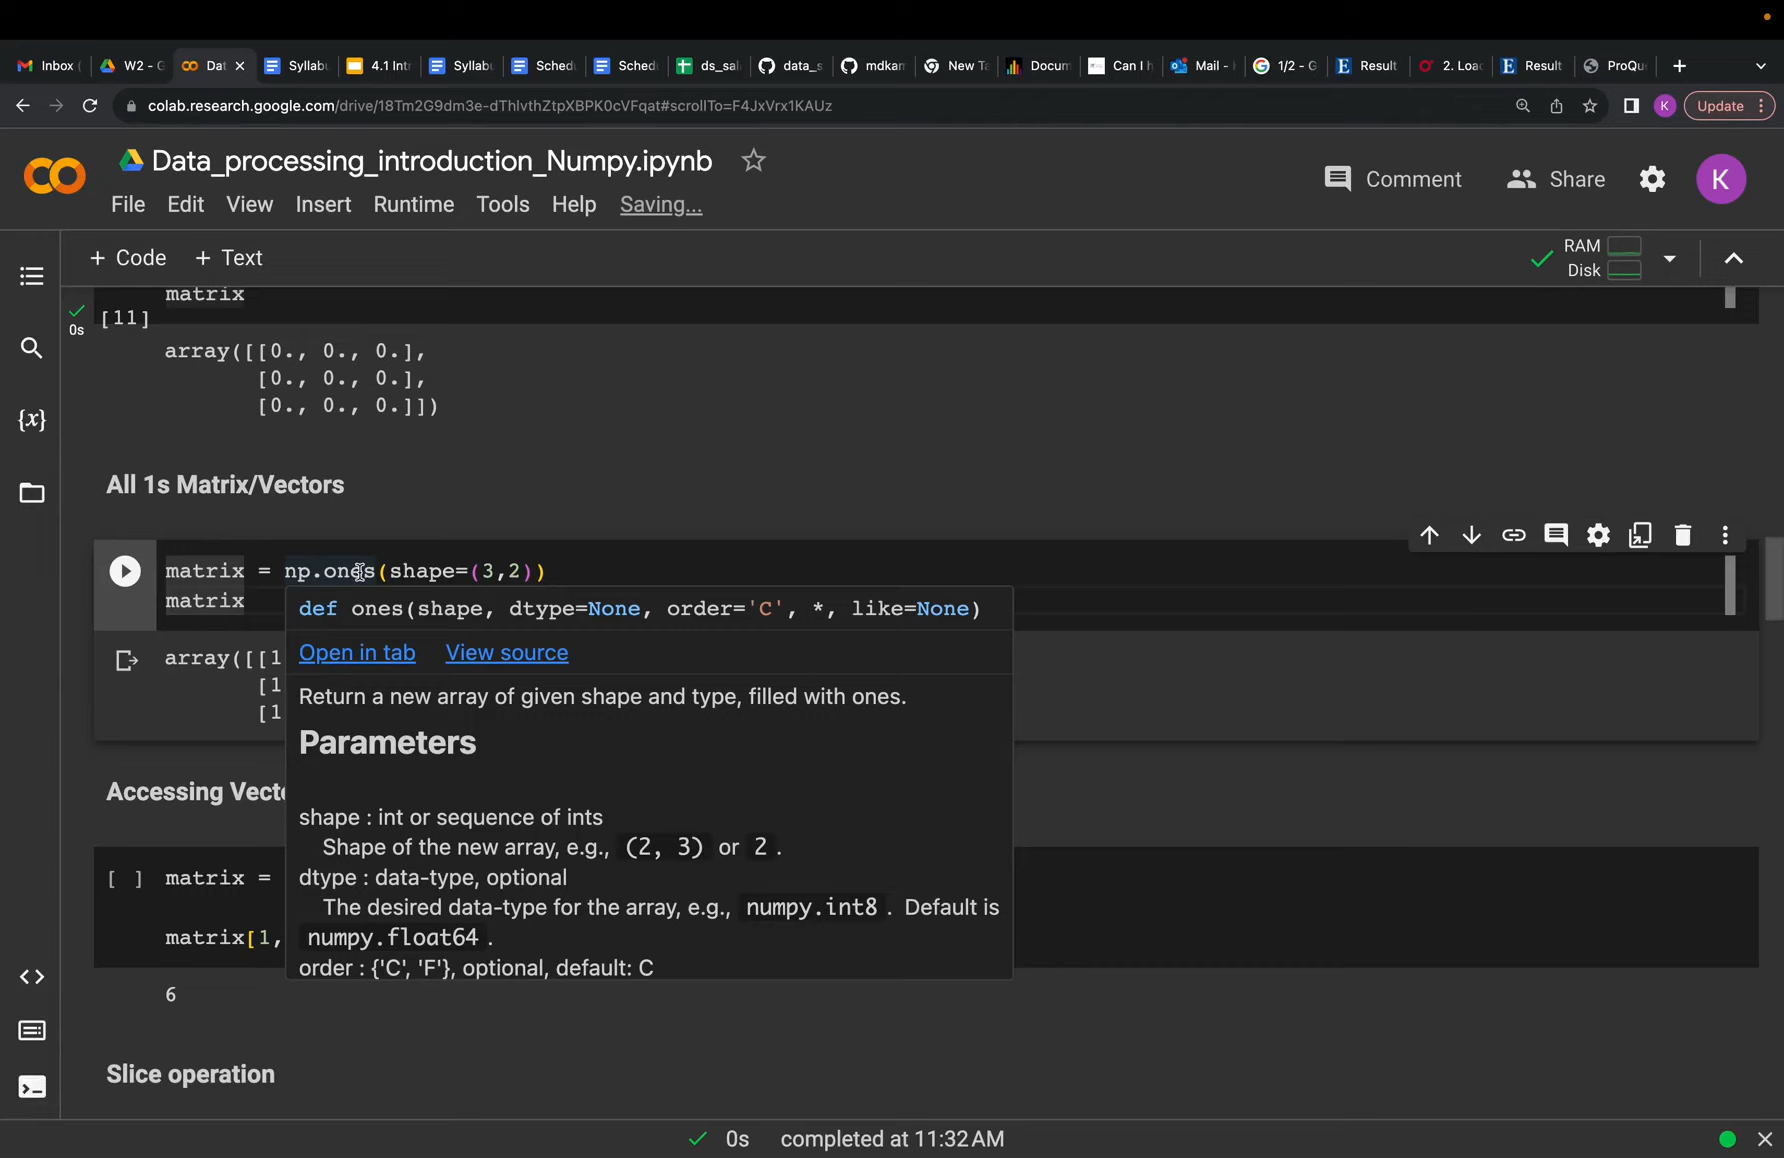 Inbox (
W2 - G
Dat
Syllab
4.1 Intr
Syllab
Sched
Sched
ds_sal
data_s
mdkam
New Ta
Docum
Can I h
Mail -
1/2 - G
Result
2. Loa
Result
ProQu
colab.research.google.com/drive/18Tm2G9dm3e-dThlvthZtpXBPK0cVFqat#scrollTo=F4JxVrx1KAUz
K
Update
Data_processing_introduction_Numpy.ipynb
File Edit View Insert Runtime Tools Help Saving...
Comment
Share
K
+ Code + Text
RAM
Disk
matrix
[11]
0s
array([[0., 0., 0.],
[0., 0., 0.],
[0., 0., 0.]])
{x}
All 1s Matrix/Vectors
matrix = np.ones(shape=(3,2))
matrix
def ones(shape, dtype=None, order='C', *, like=None)
Open in tab View source
array([[1
[1
[1
Return a new array of given shape and type, filled with ones.
Parameters
Accessing Vecto
shape : int or sequence of ints
Shape of the new array, e.g., (2, 3) or 2 .
[ ] matrix =
dtype : data-type, optional
The desired data-type for the array, e.g., numpy.int8 . Default is
matrix[1,
numpy.float64 .
order : {'C', 'F'}, optional, default: C
6
Slice operation
0s completed at 11:32 AM